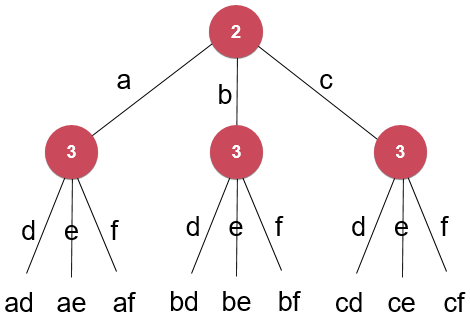 2
a b c
3 3 3
d e f d e f d e f
ad ae af bd be bf cd ce cf